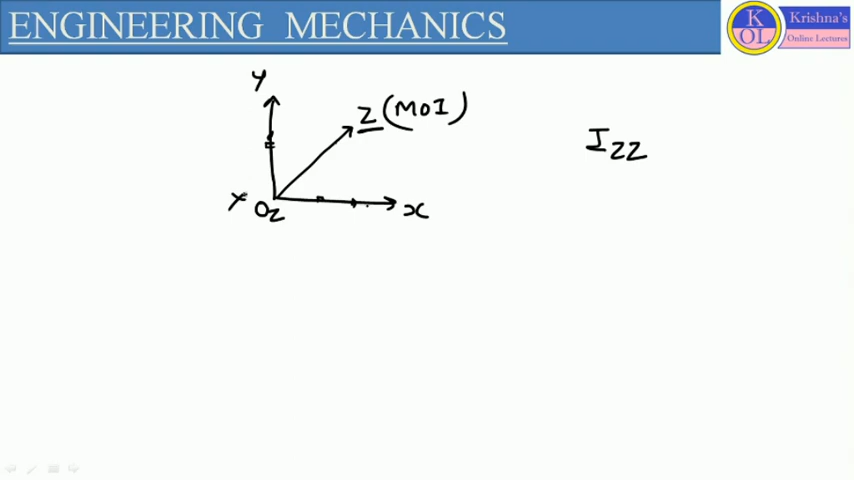 ENGINEERING MECHANICS
K
OL
Krishna's
Online Lectures
Y
Z (MOI)
IZZ
OZ
x